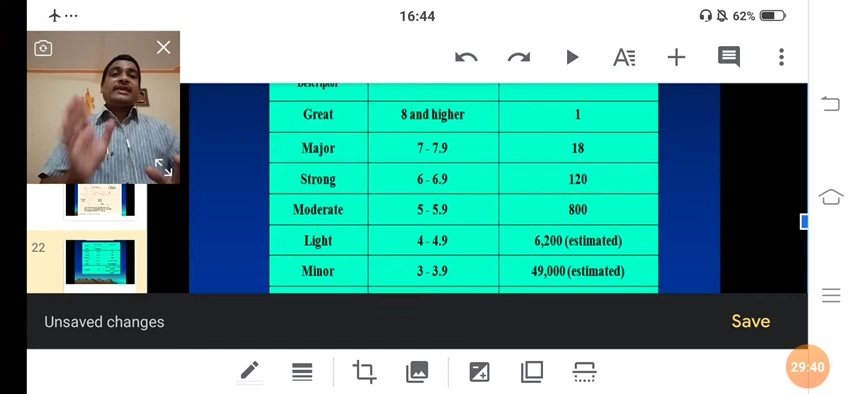 16:44
62%
Descriptor
Great 8 and higher 1
Major 7 - 7.9 18
Strong 6 - 6.9 120
Moderate 5 - 5.9 800
Light 4 - 4.9 6,200 (estimated)
Minor 3 - 3.9 49,000 (estimated)
22
Unsaved changes
Save
29:40